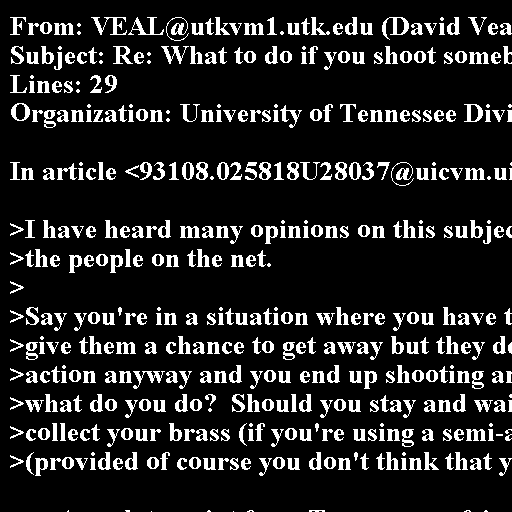 From: VEAL@utkvm1.utk.edu (David Vea
Subject: Re: What to do if you shoot someb
Lines: 29
Organization: University of Tennessee Divi

In article <93108.025818U28037@uicvm.ui

>I have heard many opinions on this subjec
>the people on the net.
>
>Say you're in a situation where you have t
>give them a chance to get away but they de
>action anyway and you end up shooting an
>what do you do?  Should you stay and wai
>collect your brass (if you're using a semi-a
>(provided of course you don't think that y